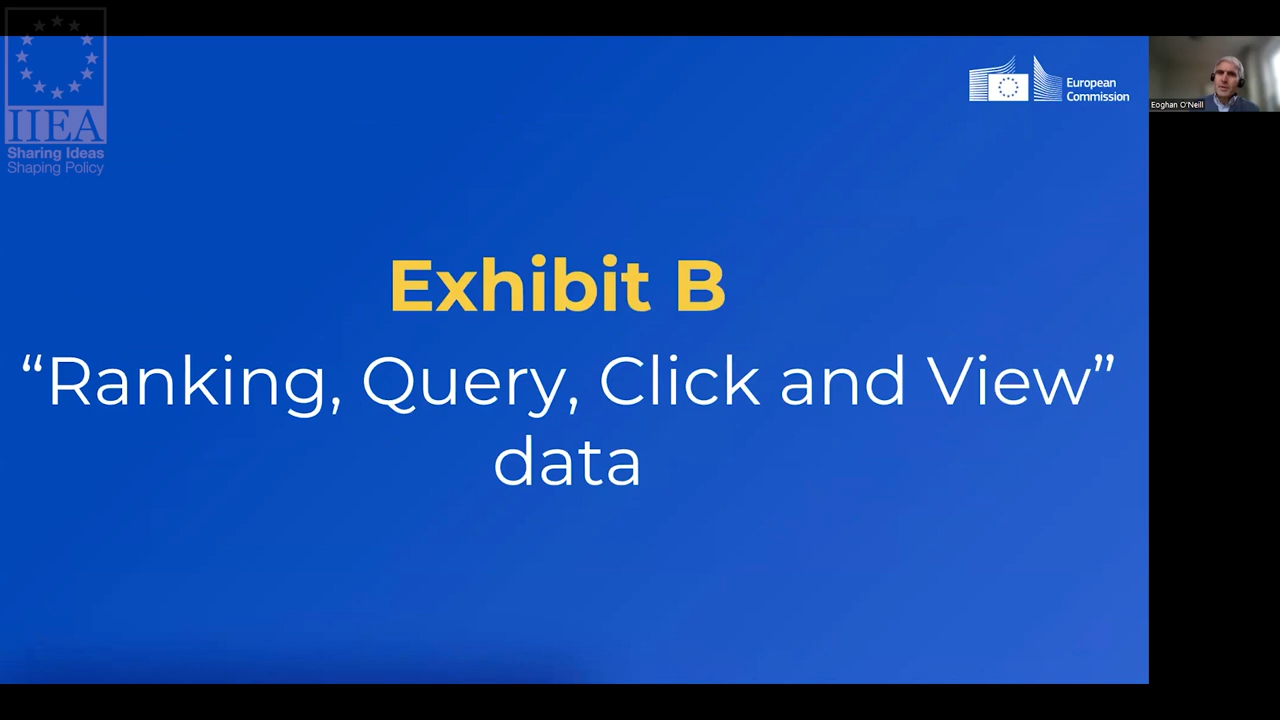 IIEA
Sharing Ideas
Shaping Policy
European
Commission
Eoghan O'Neill
Exhibit B
“Ranking, Query, Click and View”
data